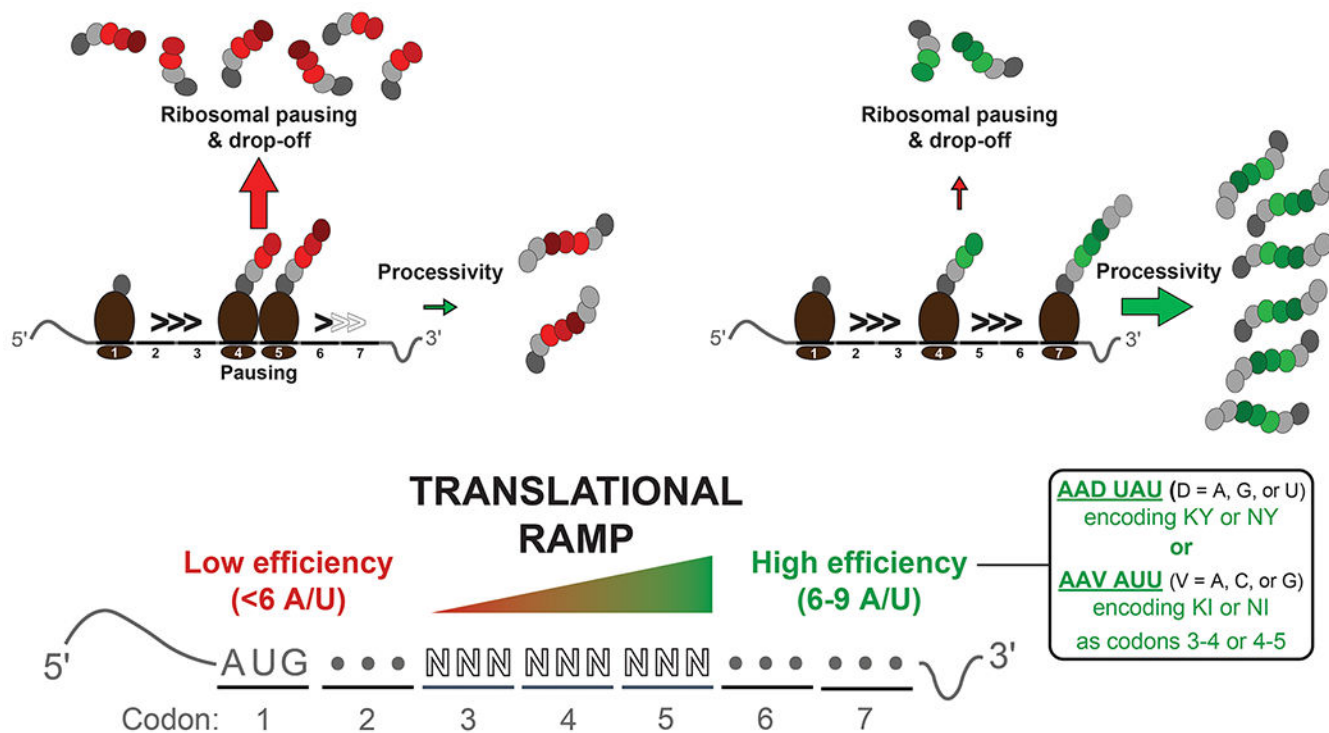 Ribosomal pausing
& drop-off
Processivity
5'
>>>
>
>>
3'
1 2 3 4 5 6 7
Pausing
Ribosomal pausing
& drop-off
Processivity
5'
>>>
>>>
3'
1 2 3 4 5 6 7
TRANSLATIONAL
RAMP
Low efficiency
(<6 A/U)
High efficiency
(6-9 A/U)
AAD UAU (D = A, G, or U)
encoding KY or NY
or
AAV AUU (V = A, C, or G)
encoding KI or NI
as codons 3-4 or 4-5
5' AUG ● ● ● NNN NNN NNN ● ● ● ● ● ● 3'
Codon: 1 2 3 4 5 6 7